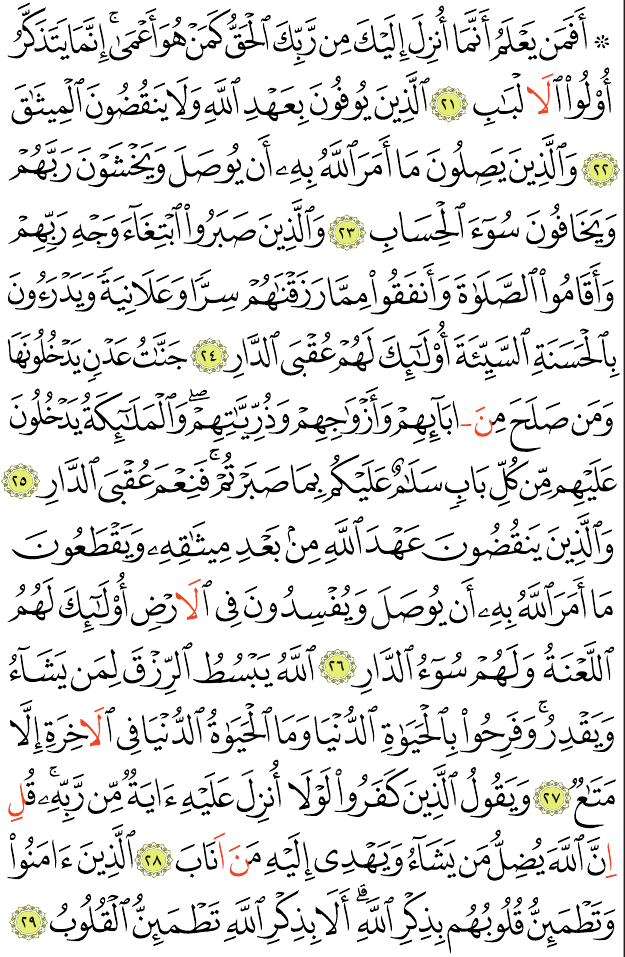 ۞ أَفَمَن يَعْلَمُ أَنَّمَا أُنزِلَ إِلَيْكَ مِن رَّبِّكَ ٱلْحَقُّ كَمَنْ هُوَ أَعْمَىٰٓ ۚ إِنَّمَا يَتَذَكَّرُ
أُوْلُواْ ٱلَا لْبَٰبِ ٢١ ٱلَّذِينَ يُوفُونَ بِعَهْدِ ٱللَّهِ وَلَا يَنقُضُونَ ٱلْمِيثَٰقَ
٢٢ وَٱلَّذِينَ يَصِلُونَ مَا أَمَرَ ٱللَّهُ بِهِۦ أَن يُوصَلَ وَيَخْشَوْنَ رَبَّهُمْ
وَيَخَافُونَ سُوٓءَ ٱلْحِسَابِ ٢٣ وَٱلَّذِينَ صَبَرُواْ ٱبْتِغَآءَ وَجْهِ رَبِّهِمْ
وَأَقَامُواْ ٱلصَّلَوٰةَ وَأَنفَقُواْ مِمَّا رَزَقْنَٰهُمْ سِرًّا وَعَلَانِيَةً وَيَدْرَءُونَ
بِٱلْحَسَنَةِ ٱلسَّيِّئَةَ أُوْلَٰٓئِكَ لَهُمْ عُقْبَى ٱلدَّارِ ٢٤ جَنَّٰتُ عَدْنٍ يَدْخُلُونَهَا
وَمَن صَلَحَ مِنَ ابَآئِهِمْ وَأَزْوَٰجِهِمْ وَذُرِّيَّٰتِهِمْ ۖ وَٱلْمَلَٰٓئِكَةُ يَدْخُلُونَ
عَلَيْهِم مِّن كُلِّ بَابٍ سَلَٰمٌ عَلَيْكُم بِمَا صَبَرْتُمْ ۚ فَنِعْمَ عُقْبَى ٱلدَّارِ ٢٥
وَٱلَّذِينَ يَنقُضُونَ عَهْدَ ٱللَّهِ مِنۢ بَعْدِ مِيثَٰقِهِۦ وَيَقْطَعُونَ
مَا أَمَرَ ٱللَّهُ بِهِۦ أَن يُوصَلَ وَيُفْسِدُونَ فِى ٱلَارْضِ أُوْلَٰٓئِكَ لَهُمُ
ٱللَّعْنَةُ وَلَهُمْ سُوٓءُ ٱلدَّارِ ٢٦ ٱللَّهُ يَبْسُطُ ٱلرِّزْقَ لِمَن يَشَآءُ
وَيَقْدِرُ ۚ وَفَرِحُواْ بِٱلْحَيَوٰةِ ٱلدُّنْيَا وَمَا ٱلْحَيَوٰةُ ٱلدُّنْيَا فِى ٱلَاخِرَةِ إِلَّا
مَتَٰعٌ ٢٧ وَيَقُولُ ٱلَّذِينَ كَفَرُواْ لَوْلَا أُنزِلَ عَلَيْهِ ءَايَةٌ مِّن رَّبِّهِۦ ۚ قُلِ
اِنَّ ٱللَّهَ يُضِلُّ مَن يَشَآءُ وَيَهْدِى إِلَيْهِ مَنَ اَنَابَ ٢٨ ٱلَّذِينَ ءَامَنُواْ
وَتَطْمَئِنُّ قُلُوبُهُم بِذِكْرِ ٱللَّهِ ۗ أَلَا بِذِكْرِ ٱللَّهِ تَطْمَئِنُّ ٱلْقُلُوبُ ٢٩